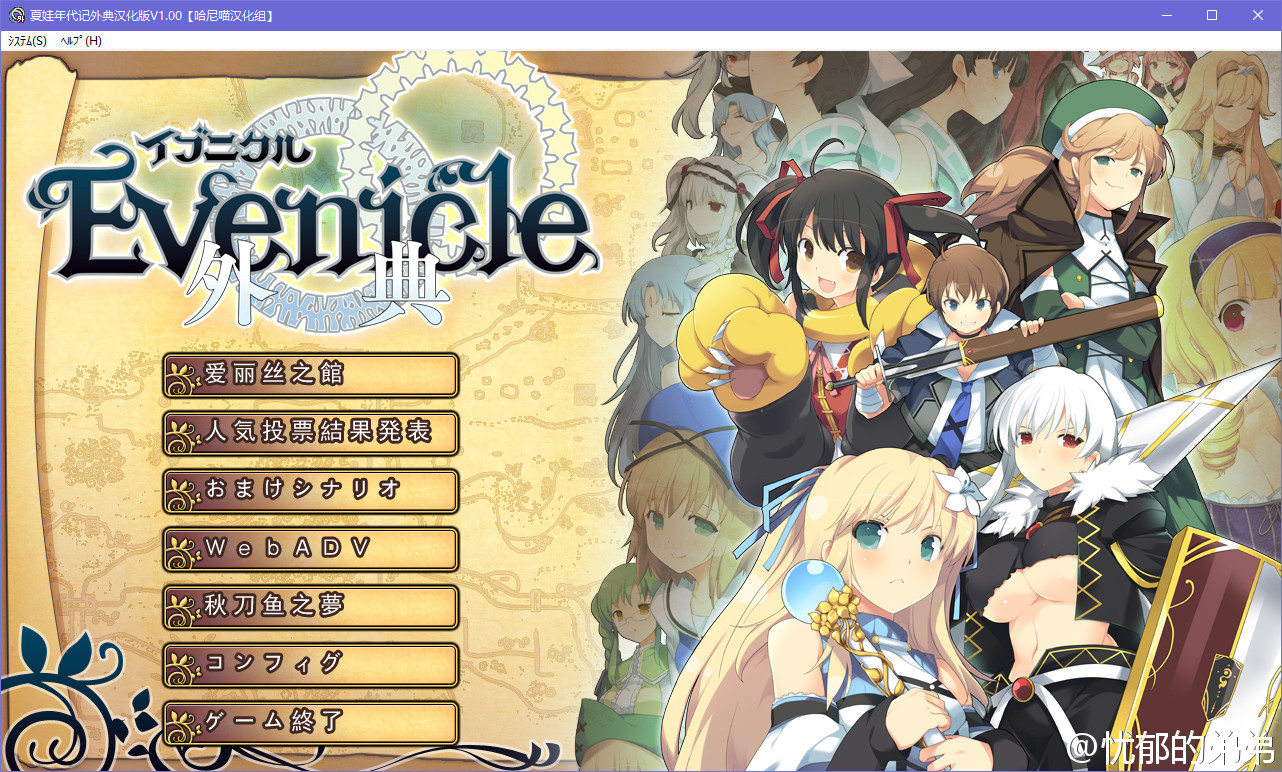 夏娃年代记外典汉化版V1.00【哈尼喵汉化组】
ｼｽﾃﾑ(S) ﾍﾙﾌﾟ(H)
イブニクル
Evenicle
外典
爱丽丝之館
人気投票結果発表
おまけシナリオ
ＷｅｂＡＤＶ
秋刀鱼之夢
コンフィグ
ゲーム終了
@忧郁的弟弟